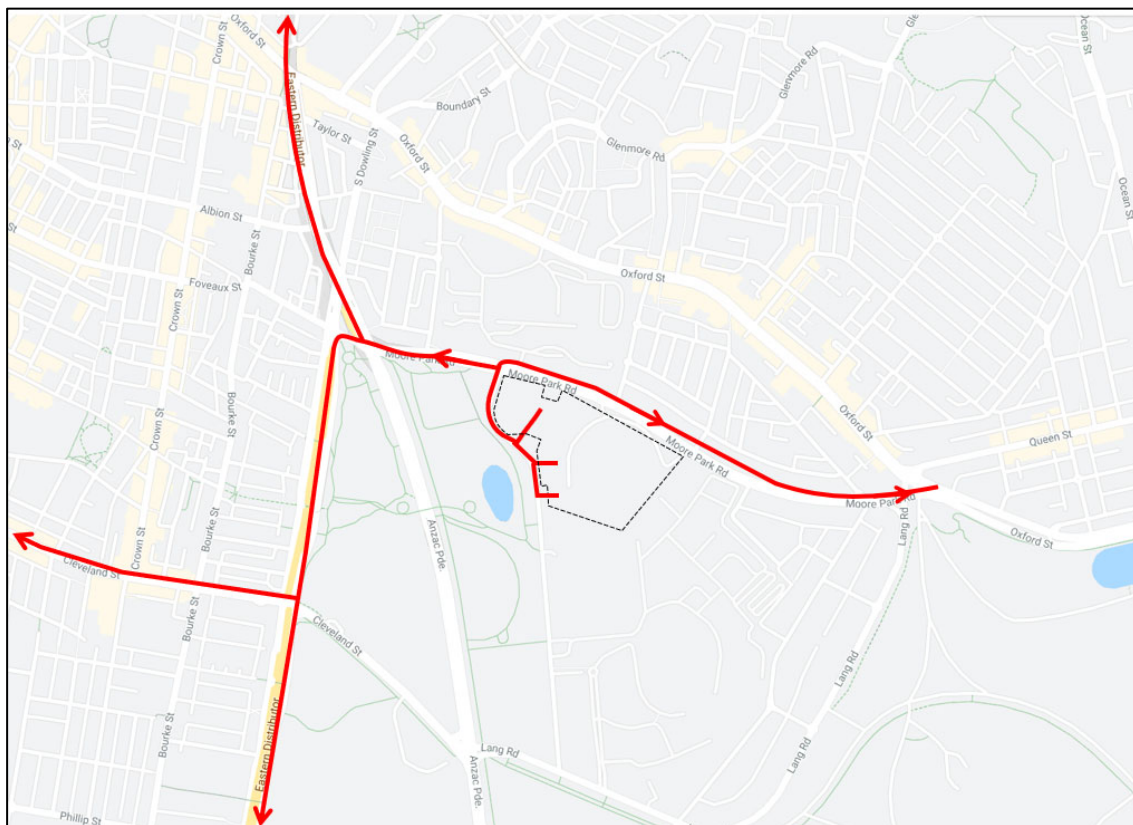 Oxford St
Crown St
Eastern Distributor
Taylor St
S Dowling St
Boundary St
Oxford St
Glenmore Rd
Glenmore Rd
Ocean St
Ocean St
Albion St
Bourke St
Foveaux St
Crown St
Oxford St
Moore Park Rd
Moore Park Rd
Bourke St
Oxford St
Queen St
Moore Park Rd
Moore Park Rd
Lang Rd
Oxford St
Anzac Pde.
Crown St
Bourke St
Cleveland St
Bourke St
Cleveland St
Lang Rd
Eastern Distributor
Bourke St
Lang Rd
Anzac Pde.
Lang Rd
Phillip St